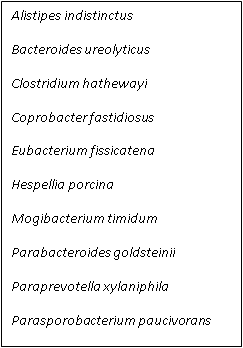 Alistipes indistinctus
Bacteroides ureolyticus
Clostridium hathewayi
Coprobacter fastidiosus
Eubacterium fissicatena
Hespellia porcina
Mogibacterium timidum
Parabacteroides goldsteinii
Paraprevotella xylaniphila
Parasporobacterium paucivorans